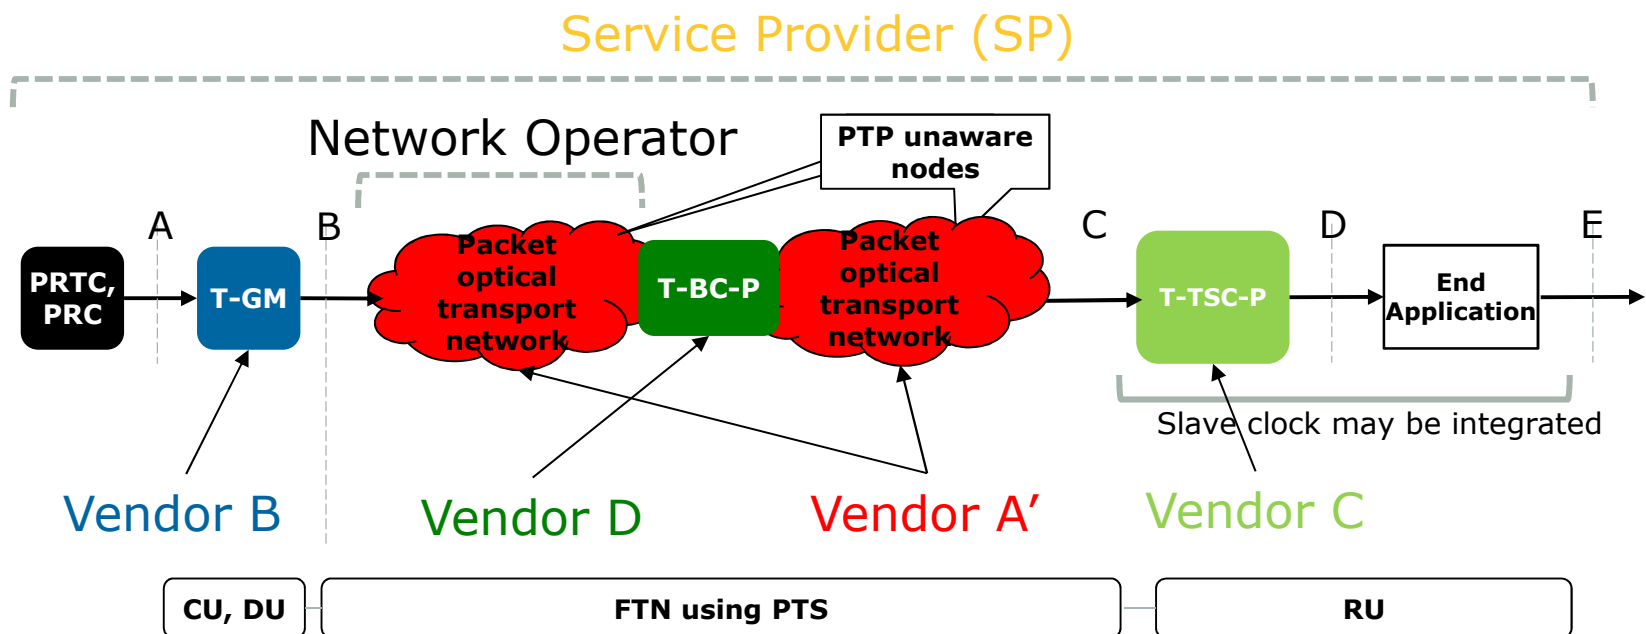 Service Provider (SP)
Network Operator
PTP unaware
nodes
A
B
C
D
E
PRTC,
PRC
T-GM
Packet
optical
transport
network
T-BC-P
Packet
optical
transport
network
T-TSC-P
End
Application
Slave clock may be integrated
Vendor B
Vendor D
Vendor A’
Vendor C
CU, DU
FTN using PTS
RU